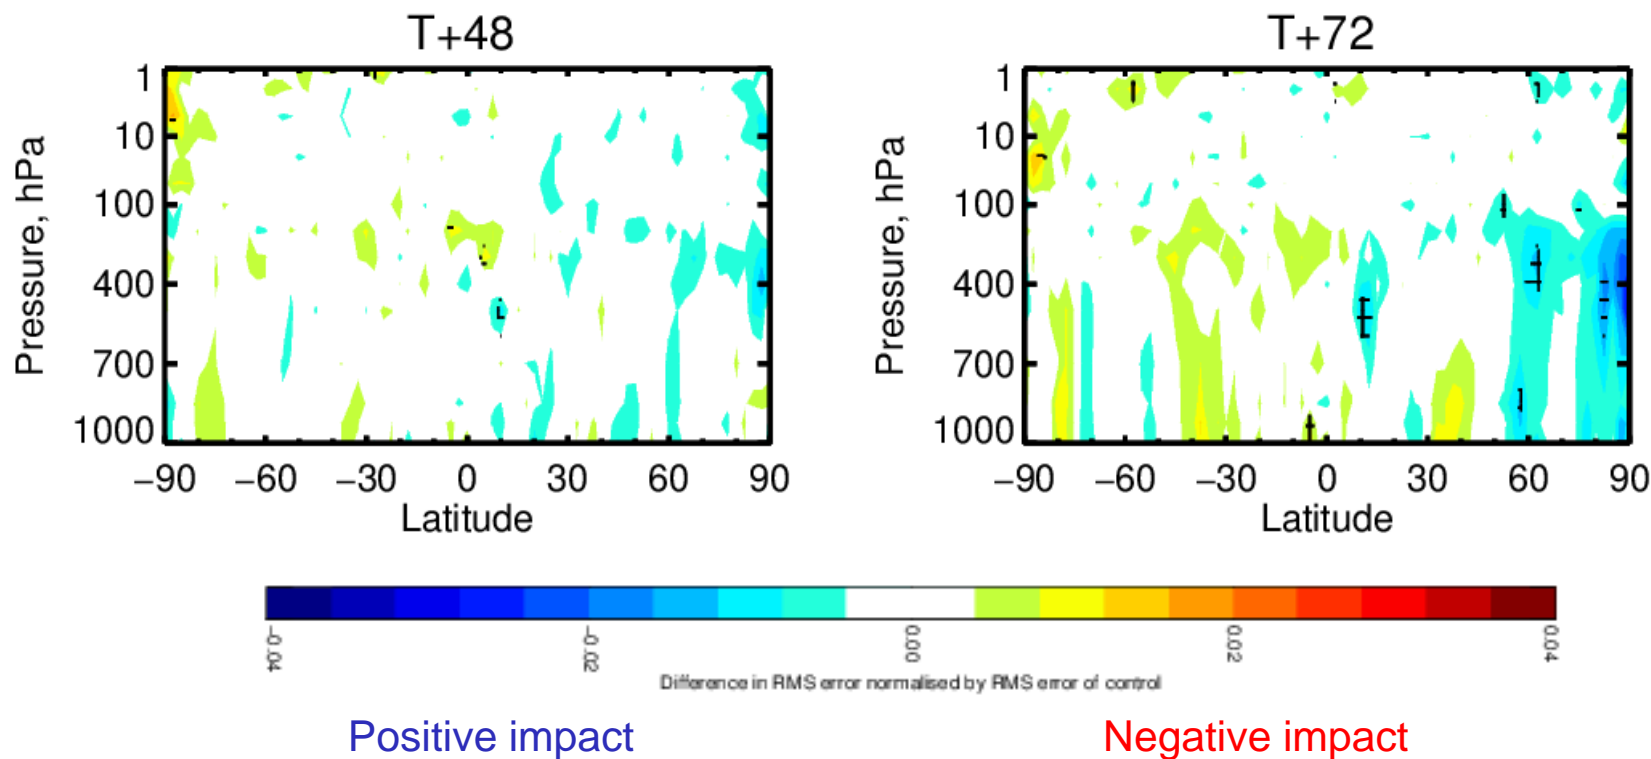 T+48
T+72
Pressure, hPa
1
10
100
400
700
1000
−90 −60 −30 0 30 60 90
Latitude
Pressure, hPa
1
10
100
400
700
1000
−90 −60 −30 0 30 60 90
Latitude
−0.04 −0.02 0.00 0.02 0.04
Difference in RMS error normalised by RMS error of control
Positive impact
Negative impact